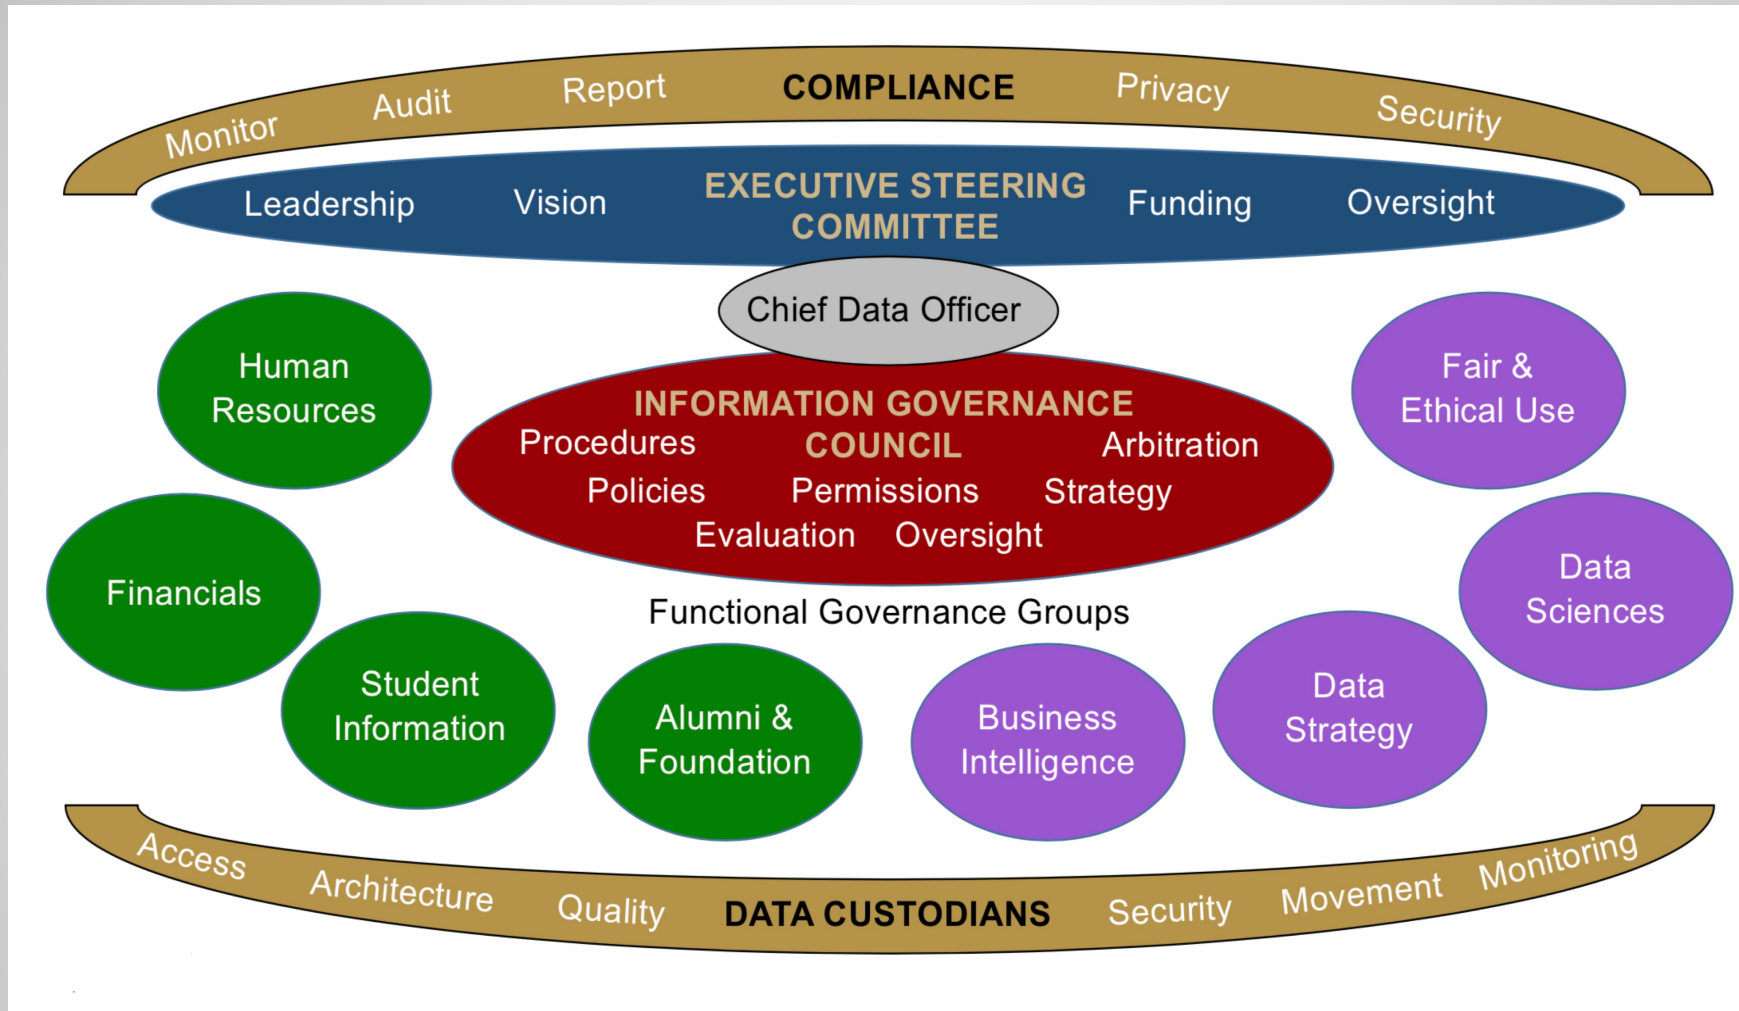 Monitor Audit Report COMPLIANCE Privacy Security
Leadership Vision EXECUTIVE STEERING Funding Oversight
COMMITTEE
Chief Data Officer
Human
Resources
Fair &
Ethical Use
INFORMATION GOVERNANCE
Procedures COUNCIL Arbitration
Policies Permissions Strategy
Evaluation Oversight
Financials
Data
Sciences
Functional Governance Groups
Student
Information
Alumni &
Foundation
Business
Intelligence
Data
Strategy
Access Architecture Quality DATA CUSTODIANS Security Movement Monitoring